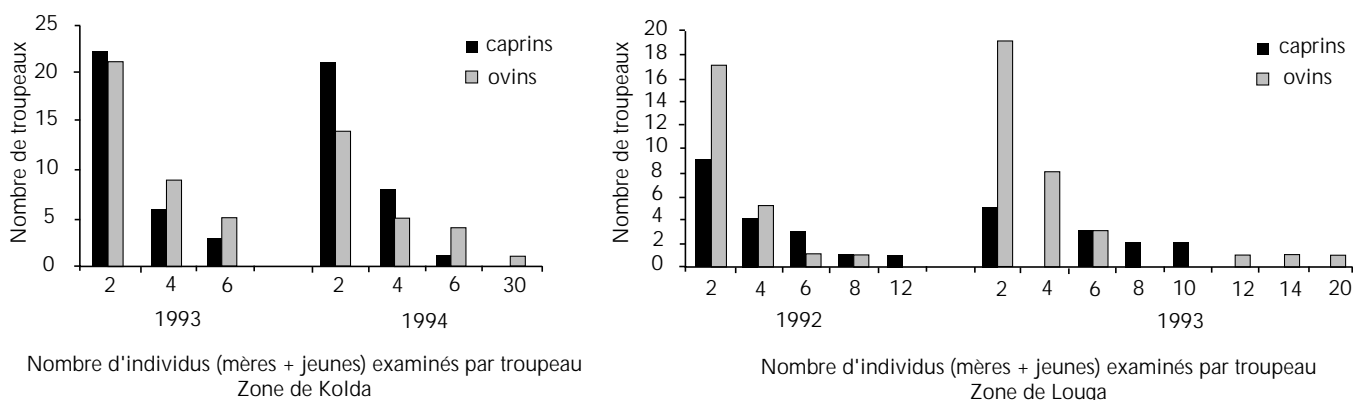 Nombre de troupeaux
25
20
15
10
5
0
caprins
ovins
2 4 6 2 4 6 30
1993 1994
Nombre d'individus (mères + jeunes) examinés par troupeau
Zone de Kolda
Nombre de troupeaux
20
18
16
14
12
10
8
6
4
2
0
caprins
ovins
2 4 6 8 12 2 4 6 8 10 12 14 20
1992 1993
Nombre d'individus (mères + jeunes) examinés par troupeau
Zone de Louga